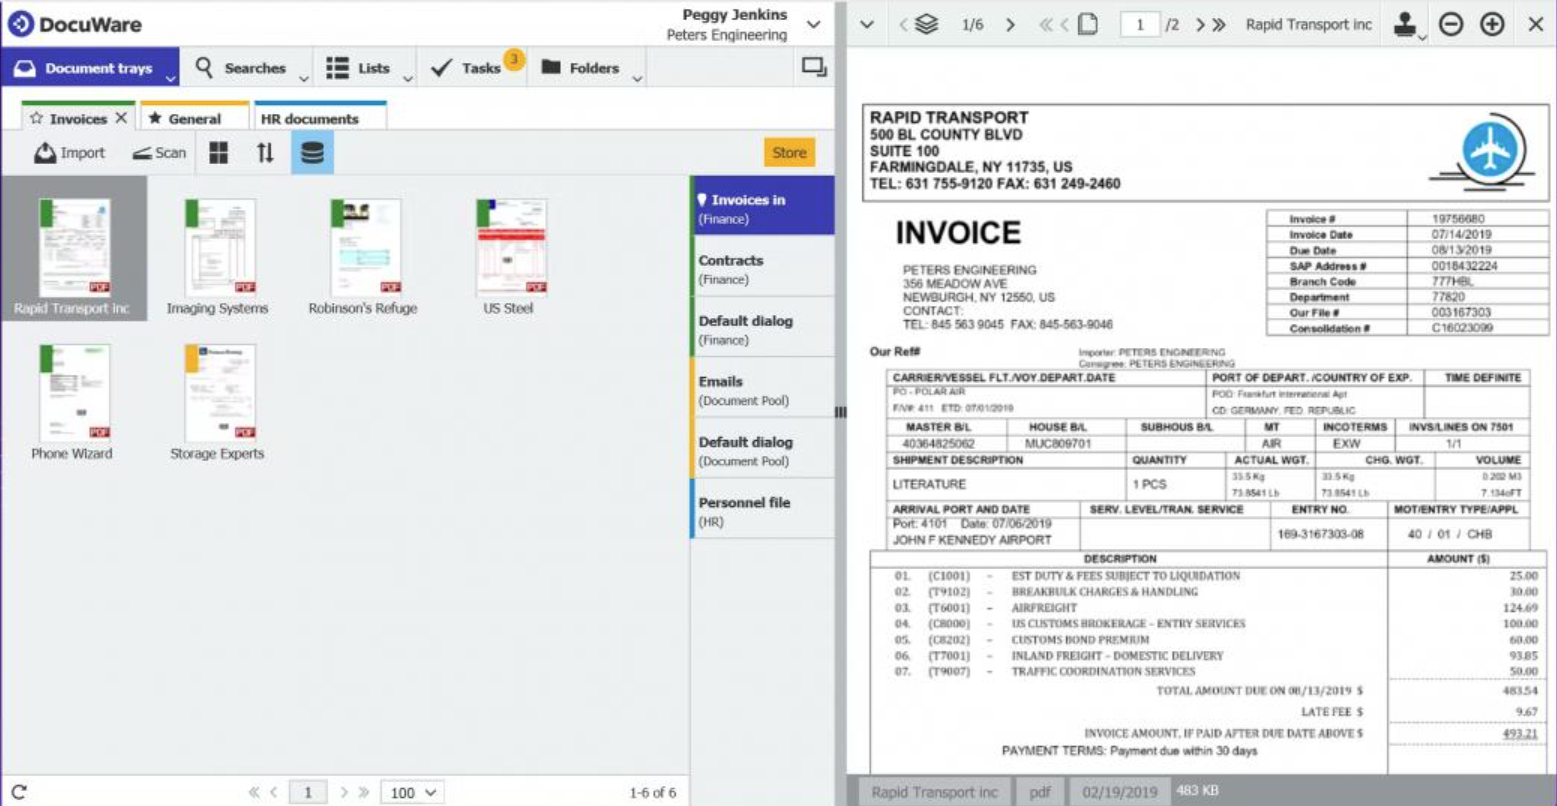 DocuWare
Peggy Jenkins
Peters Engineering
Document trays
Searches
Lists
Tasks 3
Folders
Invoices
General
HR documents
Import
Scan
Store
Rapid Transport inc
Imaging Systems
Robinson's Refuge
US Steel
Phone Wizard
Storage Experts
PDF
PDF
PDF
PDF
PDF
PDF
Invoices in
(Finance)
Contracts
(Finance)
Default dialog
(Finance)
Emails
(Document Pool)
Default dialog
(Document Pool)
Personnel file
(HR)
1
100
1-6 of 6
1/6
1 /2
Rapid Transport inc
RAPID TRANSPORT
500 BL COUNTY BLVD
SUITE 100
FARMINGDALE, NY 11735, US
TEL: 631 755-9120 FAX: 631 249-2460
INVOICE
Invoice # 19756680
Invoice Date 07/14/2019
Due Date 08/13/2019
SAP Address # 0018432224
Branch Code 777HBL
Department 77820
Our File # 003167303
Consolidation # C16023099
PETERS ENGINEERING
356 MEADOW AVE
NEWBURGH, NY 12550, US
CONTACT:
TEL: 845 563 9045 FAX: 845-563-9046
Our Ref#
Importer: PETERS ENGINEERING
Consignee: PETERS ENGINEERING
CARRIER/VESSEL FLT./VOY.DEPART.DATE PORT OF DEPART. /COUNTRY OF EXP. TIME DEFINITE
PO - POLAR AIR POD: Frankfurt International Apt
F/V#: 411 ETD: 07/01/2019 CD: GERMANY, FED. REPUBLIC
MASTER B/L HOUSE B/L SUBHOUS B/L MT INCOTERMS INVS/LINES ON 7501
40364825062 MUC809701 AIR EXW 1/1
SHIPMENT DESCRIPTION QUANTITY ACTUAL WGT. CHG. WGT. VOLUME
LITERATURE 1 PCS 33.5 Kg 33.5 Kg 0.202 M3
73.8541 Lb 73.8541 Lb
ARRIVAL PORT AND DATE SERV. LEVEL/TRAN. SERVICE ENTRY NO. MOT/ENTRY TYPE/APPL
Port: 4101 Date: 07/06/2019
JOHN F KENNEDY AIRPORT 169-3167303-08 40 / 01 / CHB
DESCRIPTION AMOUNT ($)
01. (C1001) – EST DUTY & FEES SUBJECT TO LIQUIDATION 25.00
02. (T9102) – BREAKBULK CHARGES & HANDLING 30.00
03. (T6001) – AIRFREIGHT 124.69
04. (C8000) – US CUSTOMS BROKERAGE – ENTRY SERVICES 100.00
05. (C8202) – CUSTOMS BOND PREMIUM 60.00
06. (T7001) – INLAND FREIGHT – DOMESTIC DELIVERY 93.85
07. (T9007) – TRAFFIC COORDINATION SERVICES 50.00
TOTAL AMOUNT DUE ON 08/13/2019 $ 483.54
LATE FEE $ 9.67
INVOICE AMOUNT, IF PAID AFTER DUE DATE ABOVE $ 493.21
PAYMENT TERMS: Payment due within 30 days
Rapid Transport inc
pdf
02/19/2019
483 KB